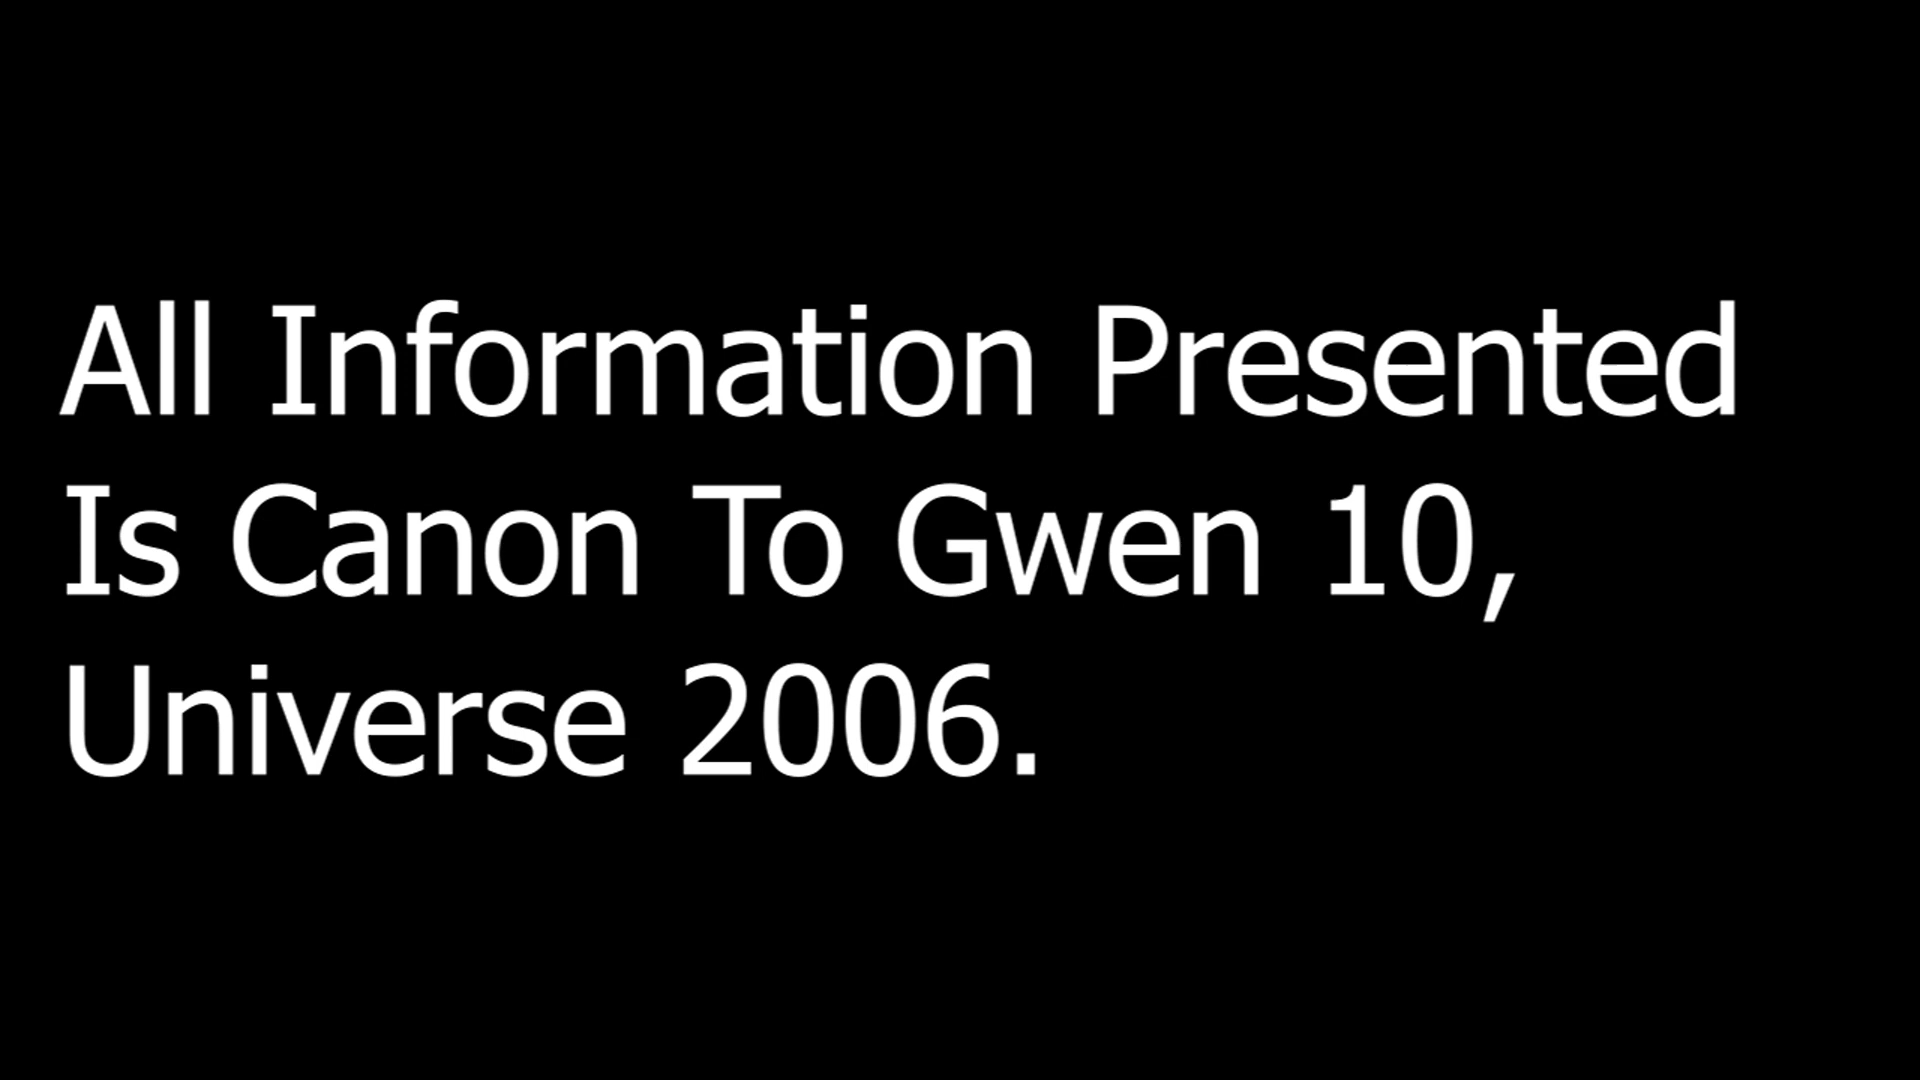 All Information Presented
Is Canon To Gwen 10,
Universe 2006.